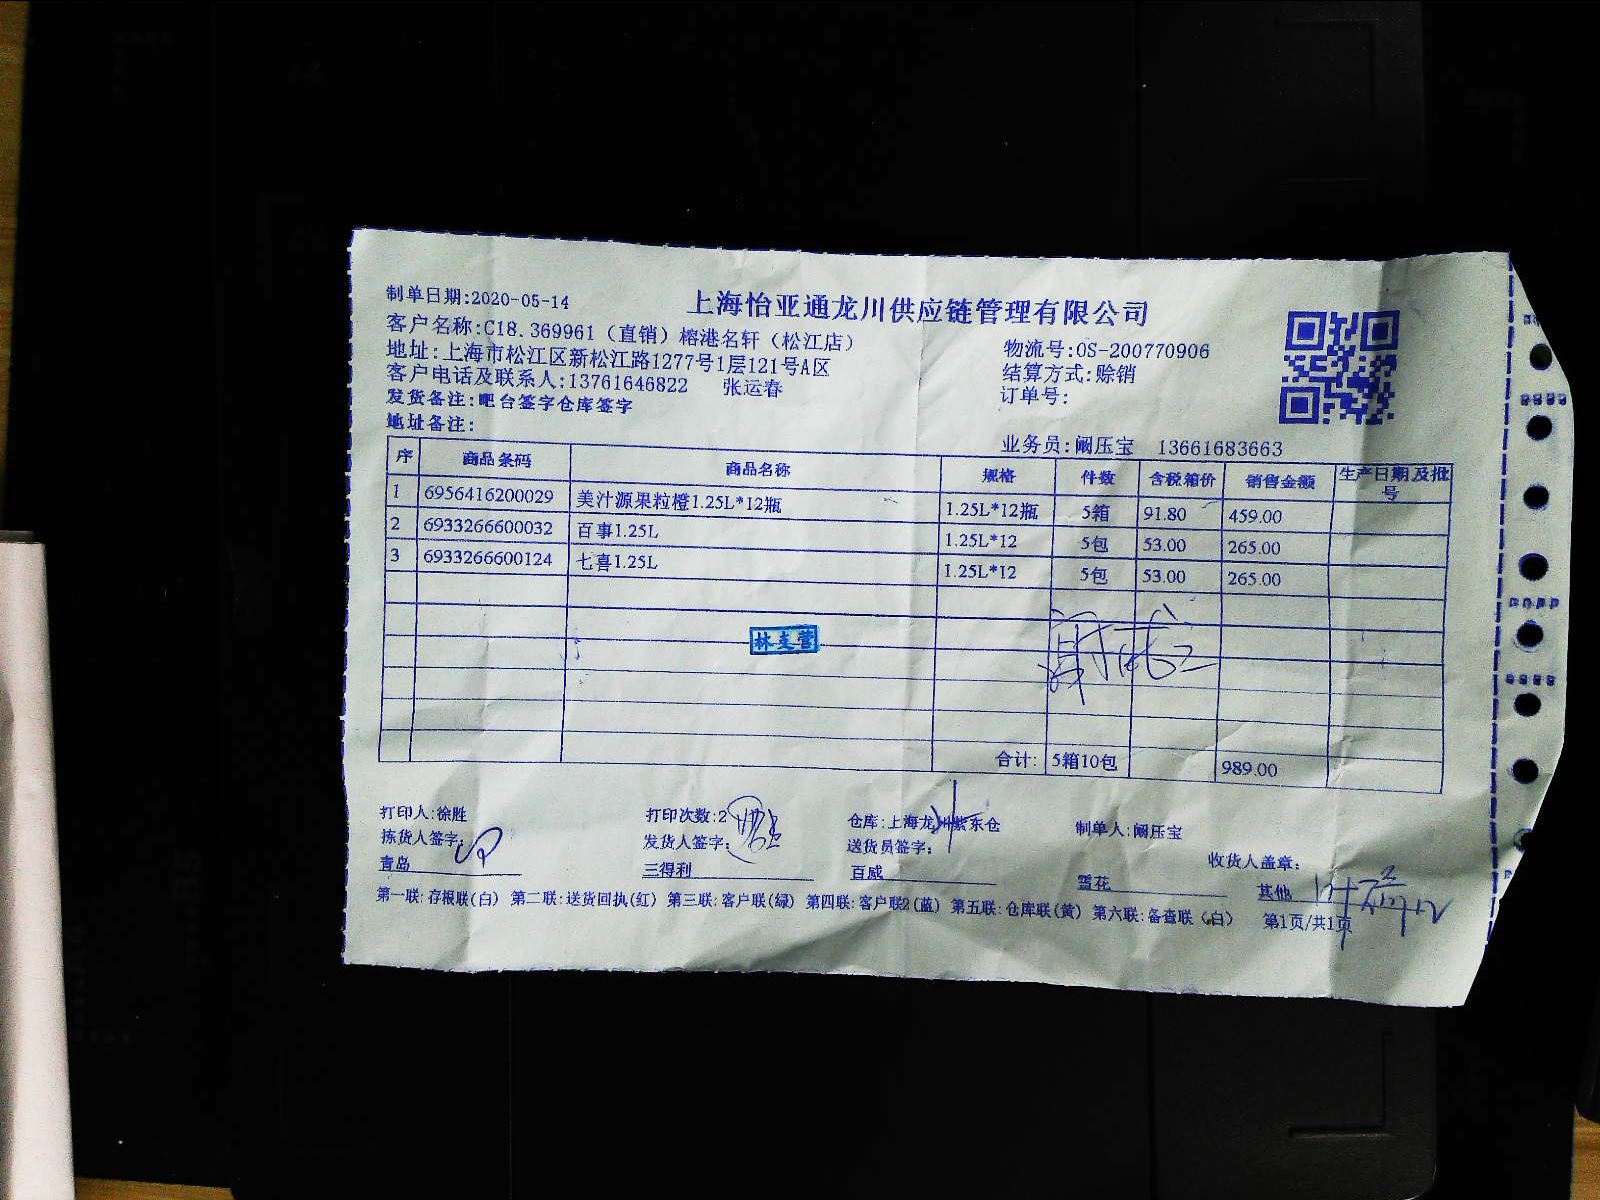 上海怡亚通龙川供应链管理有限公司
制单日期:2020-05-14
客户名称:C18.369961（直销）榕港名轩（松江店）
物流号:OS-200770906
地址:上海市松江区新松江路1277号1层121号A区
结算方式:赊销
客户电话及联系人:13761646822 张运春
订单号:
发货备注:吧台签字仓库签字
地址备注:
业务员:阚压宝 13661683663
序 商品条码 商品名称 规格 件数 含税箱价 销售金额 生产日期及批号
1 6956416200029 美汁源果粒橙1.25L*12瓶 1.25L*12瓶 5箱 91.80 459.00
2 6933266600032 百事1.25L 1.25L*12 5包 53.00 265.00
3 6933266600124 七喜1.25L 1.25L*12 5包 53.00 265.00
合计: 5箱10包 989.00
打印人:徐胜 打印次数:2 仓库:上海龙川紫东仓 制单人:阚压宝
拣货人签字: 发货人签字: 送货员签字: 收货人盖章:
青岛 三得利 百威 雪花 其他
第一联:存根联(白) 第二联:送货回执(红) 第三联:客户联(绿) 第四联:客户联2(蓝) 第五联:仓库联(黄) 第六联:备查联(白) 第1页/共1页